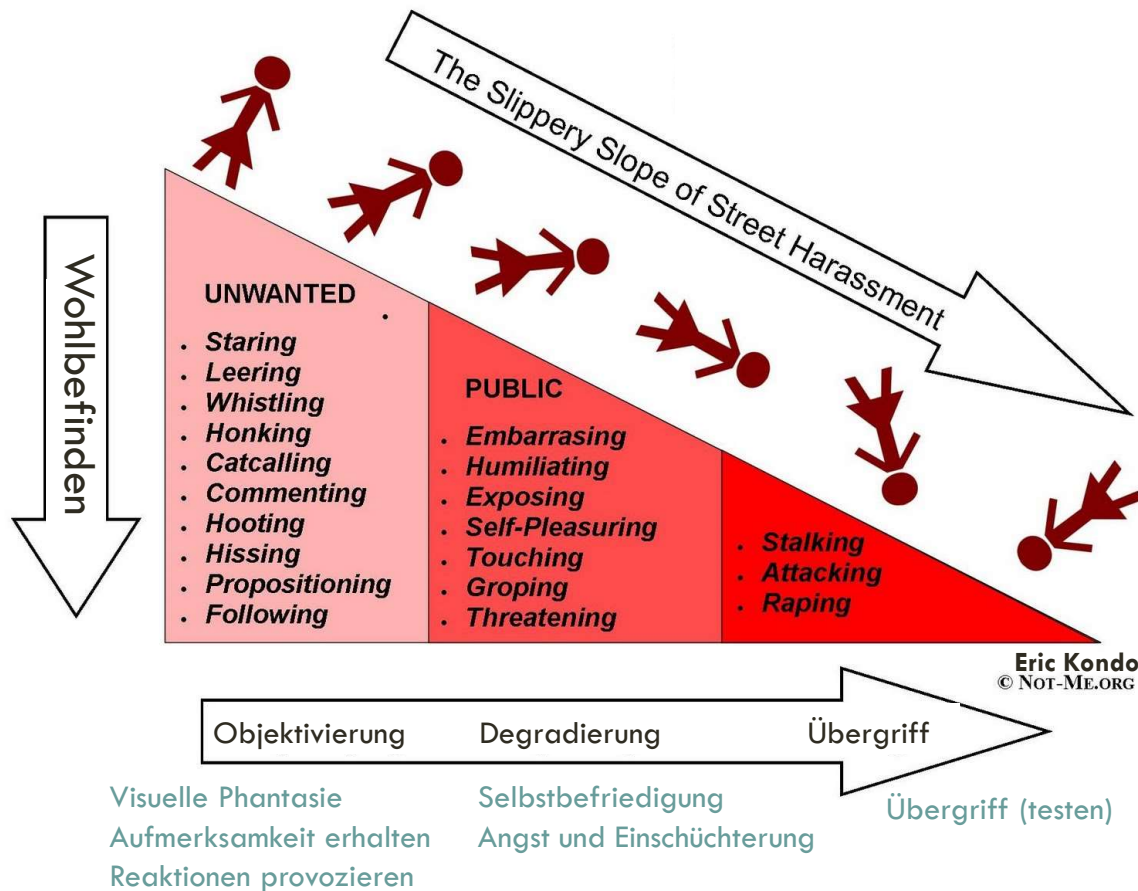 The Slippery Slope of Street Harassment
Wohlbefinden
UNWANTED
• Staring
• Leering
• Whistling
• Honking
• Catcalling
• Commenting
• Hooting
• Hissing
• Propositioning
• Following
PUBLIC
• Embarrasing
• Humiliating
• Exposing
• Self-Pleasuring
• Touching
• Groping
• Threatening
• Stalking
• Attacking
• Raping
Eric Kondo
© NOT-ME.ORG
Objektivierung Degradierung Übergriff
Visuelle Phantasie
Aufmerksamkeit erhalten
Reaktionen provozieren
Selbstbefriedigung
Angst und Einschüchterung
Übergriff (testen)